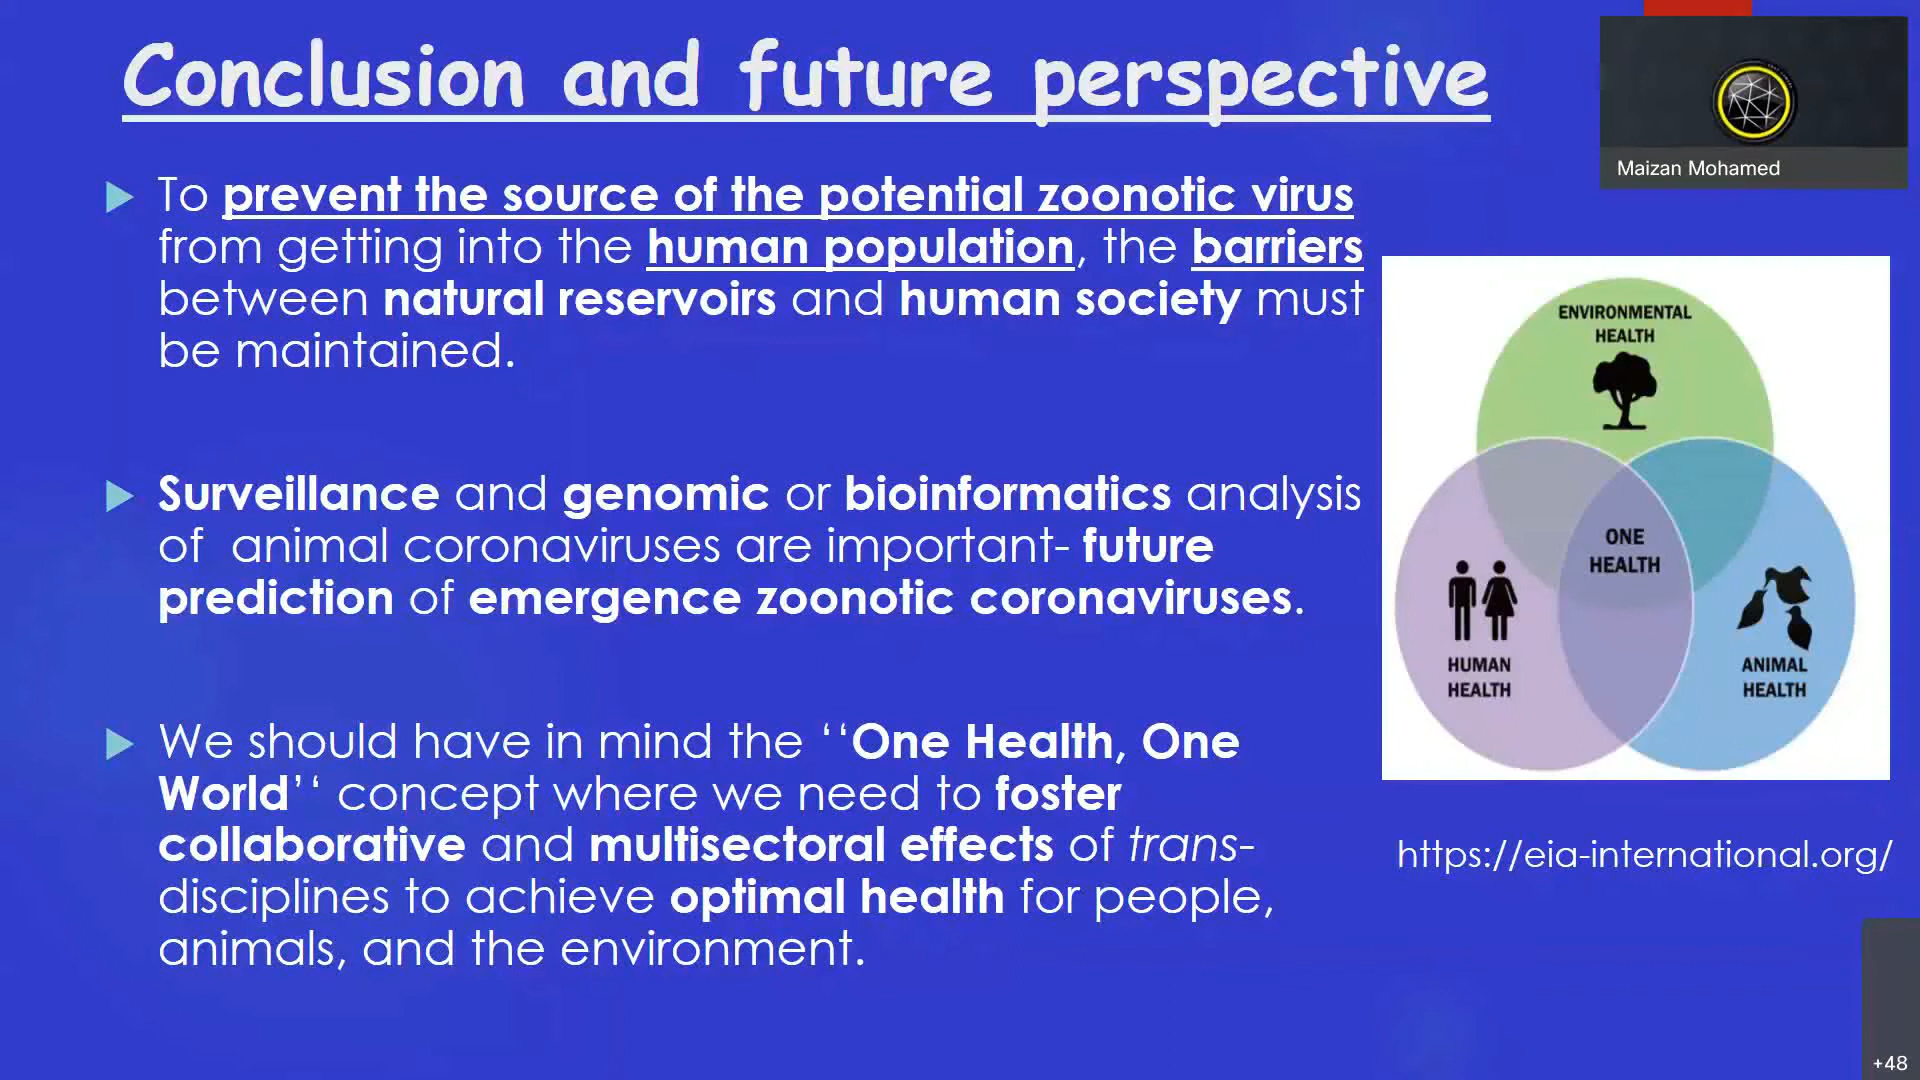 Conclusion and future perspective
Maizan Mohamed
To prevent the source of the potential zoonotic virus
from getting into the human population, the barriers
between natural reservoirs and human society must
be maintained.
Surveillance and genomic or bioinformatics analysis
of animal coronaviruses are important- future
prediction of emergence zoonotic coronaviruses.
We should have in mind the ‘‘One Health, One
World’‘ concept where we need to foster
collaborative and multisectoral effects of trans-
disciplines to achieve optimal health for people,
animals, and the environment.
ENVIRONMENTAL
HEALTH
ONE
HEALTH
HUMAN
HEALTH
ANIMAL
HEALTH
https://eia-international.org/
+48